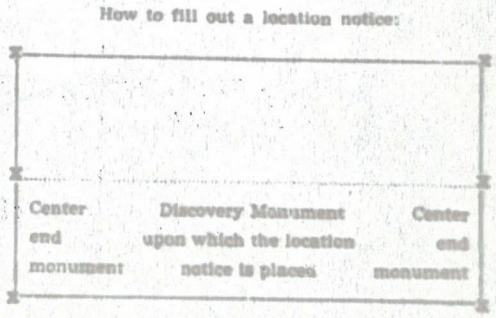 How to fill out a location notice:
Center Discovery Monument Center
end upon which the location end
monument notice is placed monument